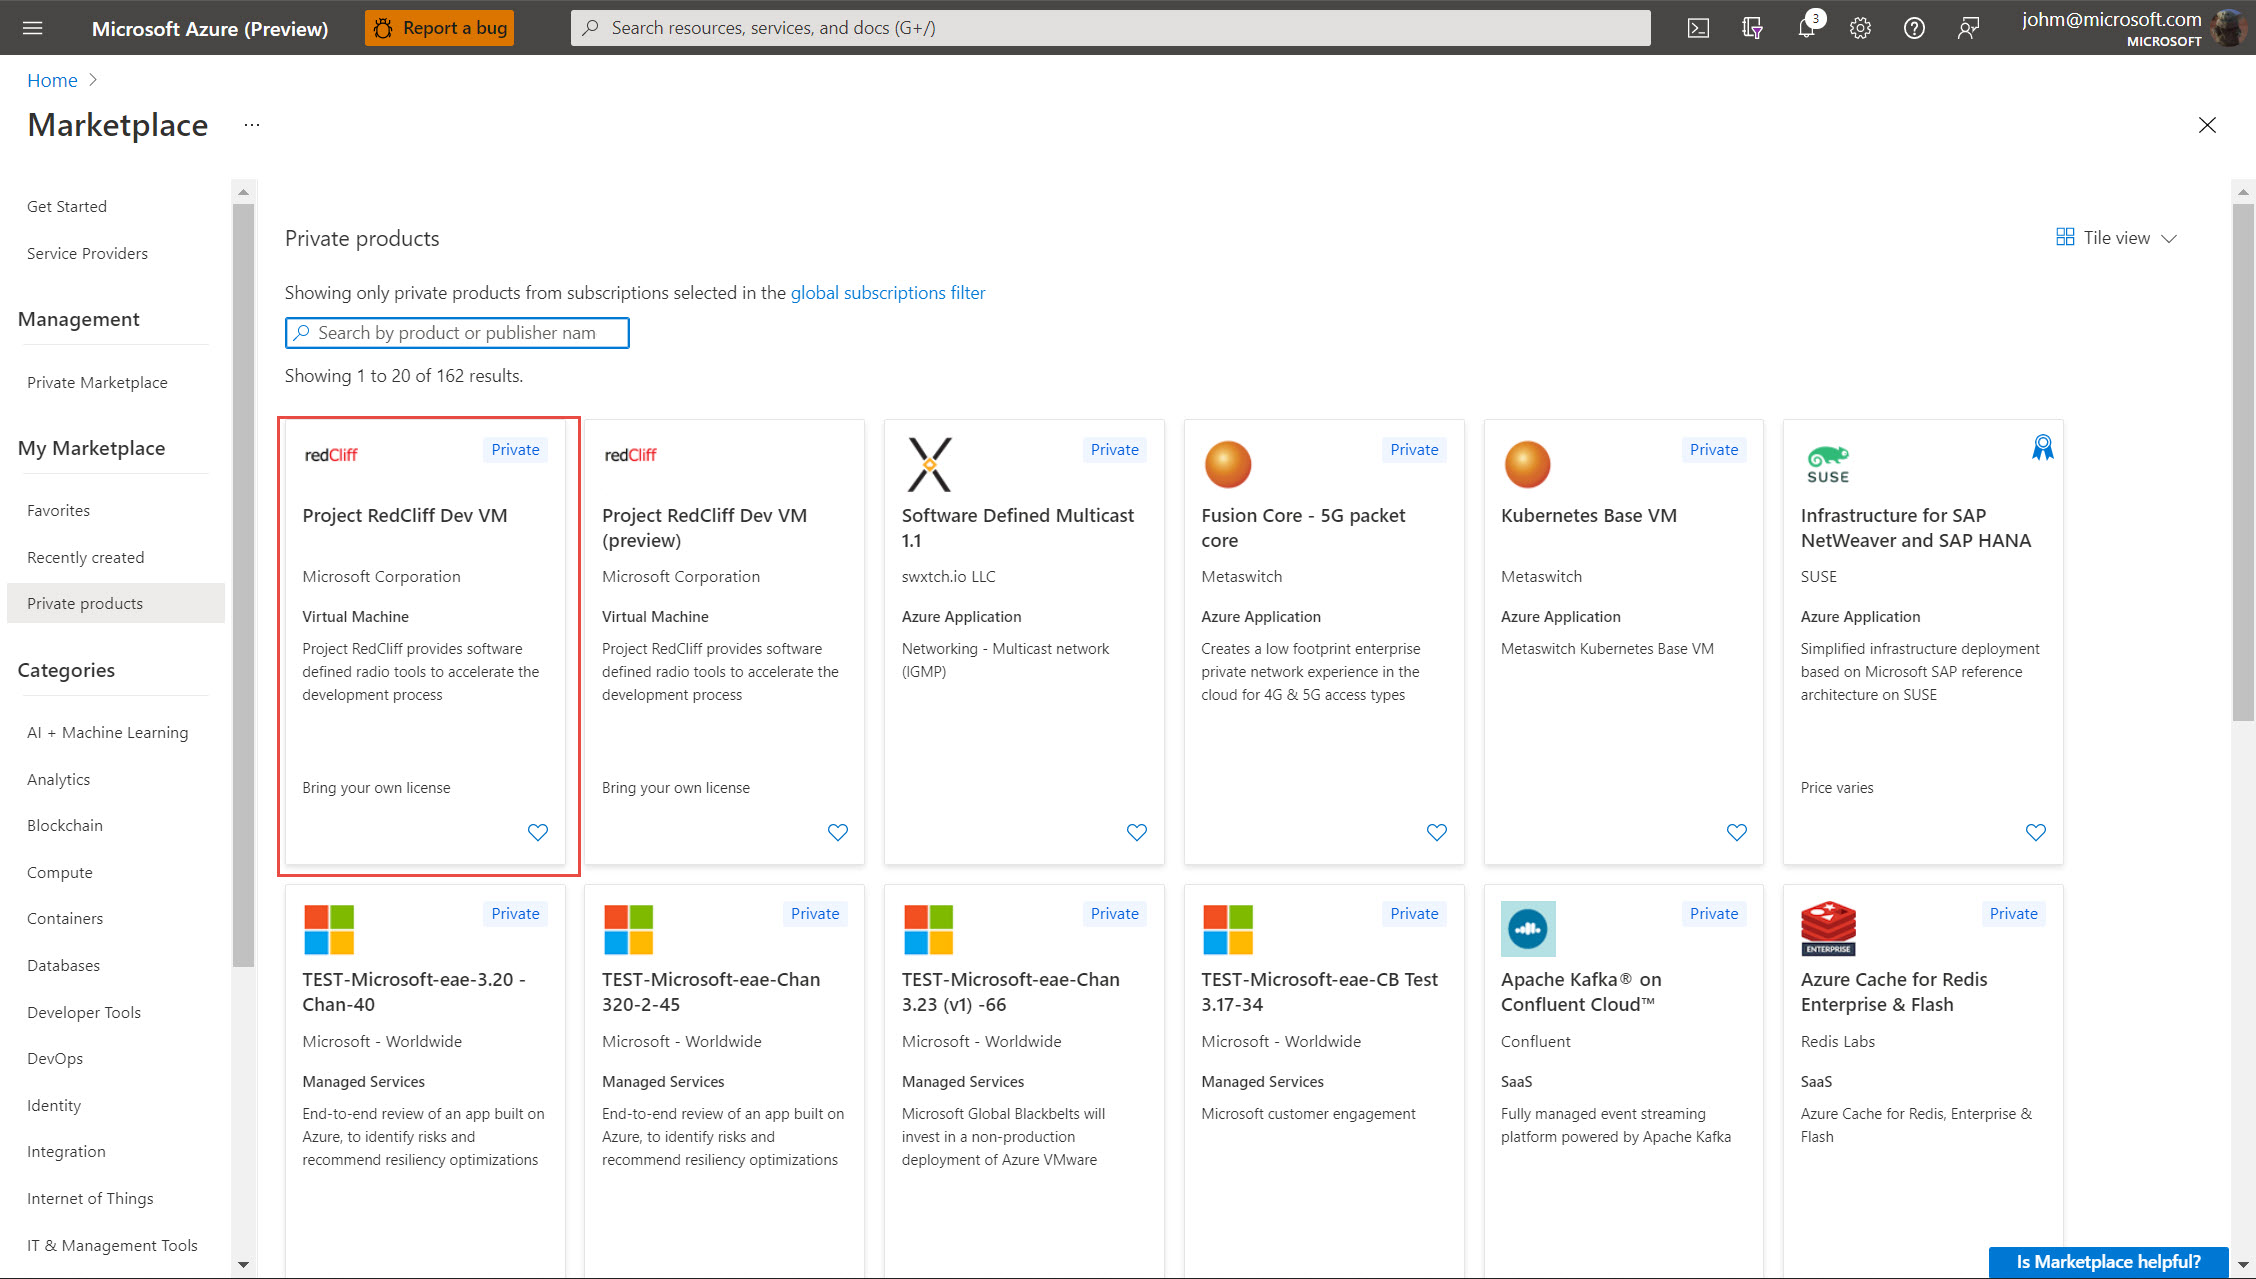 Microsoft Azure (Preview)
Report a bug
Search resources, services, and docs (G+/)
3
johm@microsoft.com
MICROSOFT
Home
Marketplace
...
Get Started
Service Providers
Management
Private Marketplace
My Marketplace
Favorites
Recently created
Private products
Categories
AI + Machine Learning
Analytics
Blockchain
Compute
Containers
Databases
Developer Tools
DevOps
Identity
Integration
Internet of Things
IT & Management Tools
Private products
Tile view
Showing only private products from subscriptions selected in the global subscriptions filter
Search by product or publisher nam
Showing 1 to 20 of 162 results.
redCliff
Private
Project RedCliff Dev VM
Microsoft Corporation
Virtual Machine
Project RedCliff provides software
defined radio tools to accelerate the
development process
Bring your own license
redCliff
Project RedCliff Dev VM
(preview)
Microsoft Corporation
Virtual Machine
Project RedCliff provides software
defined radio tools to accelerate the
development process
Bring your own license
Private
Software Defined Multicast
1.1
swxtch.io LLC
Azure Application
Networking - Multicast network
(IGMP)
Private
Fusion Core - 5G packet
core
Metaswitch
Azure Application
Creates a low footprint enterprise
private network experience in the
cloud for 4G & 5G access types
Private
Kubernetes Base VM
Metaswitch
Azure Application
Metaswitch Kubernetes Base VM
SUSE
Infrastructure for SAP
NetWeaver and SAP HANA
SUSE
Azure Application
Simplified infrastructure deployment
based on Microsoft SAP reference
architecture on SUSE
Price varies
Private
TEST-Microsoft-eae-3.20 -
Chan-40
Microsoft - Worldwide
Managed Services
End-to-end review of an app built on
Azure, to identify risks and
recommend resiliency optimizations
Private
TEST-Microsoft-eae-Chan
320-2-45
Microsoft - Worldwide
Managed Services
End-to-end review of an app built on
Azure, to identify risks and
recommend resiliency optimizations
Private
TEST-Microsoft-eae-Chan
3.23 (v1) -66
Microsoft - Worldwide
Managed Services
Microsoft Global Blackbelts will
invest in a non-production
deployment of Azure VMware
Private
TEST-Microsoft-eae-CB Test
3.17-34
Microsoft - Worldwide
Managed Services
Microsoft customer engagement
Private
Apache Kafka® on
Confluent Cloud™
Confluent
SaaS
Fully managed event streaming
platform powered by Apache Kafka
ENTERPRISE
Private
Azure Cache for Redis
Enterprise & Flash
Redis Labs
SaaS
Azure Cache for Redis, Enterprise &
Flash
Is Marketplace helpful?